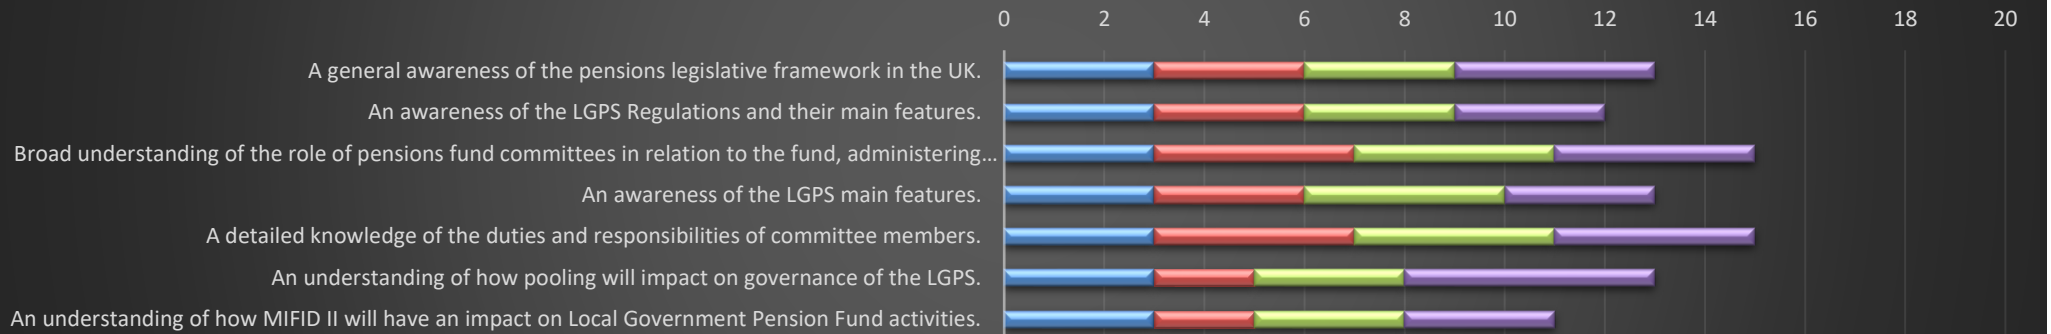 0 2 4 6 8 10 12 14 16 18 20
A general awareness of the pensions legislative framework in the UK.
An awareness of the LGPS Regulations and their main features.
Broad understanding of the role of pensions fund committees in relation to the fund, administering…
An awareness of the LGPS main features.
A detailed knowledge of the duties and responsibilities of committee members.
An understanding of how pooling will impact on governance of the LGPS.
An understanding of how MIFID II will have an impact on Local Government Pension Fund activities.